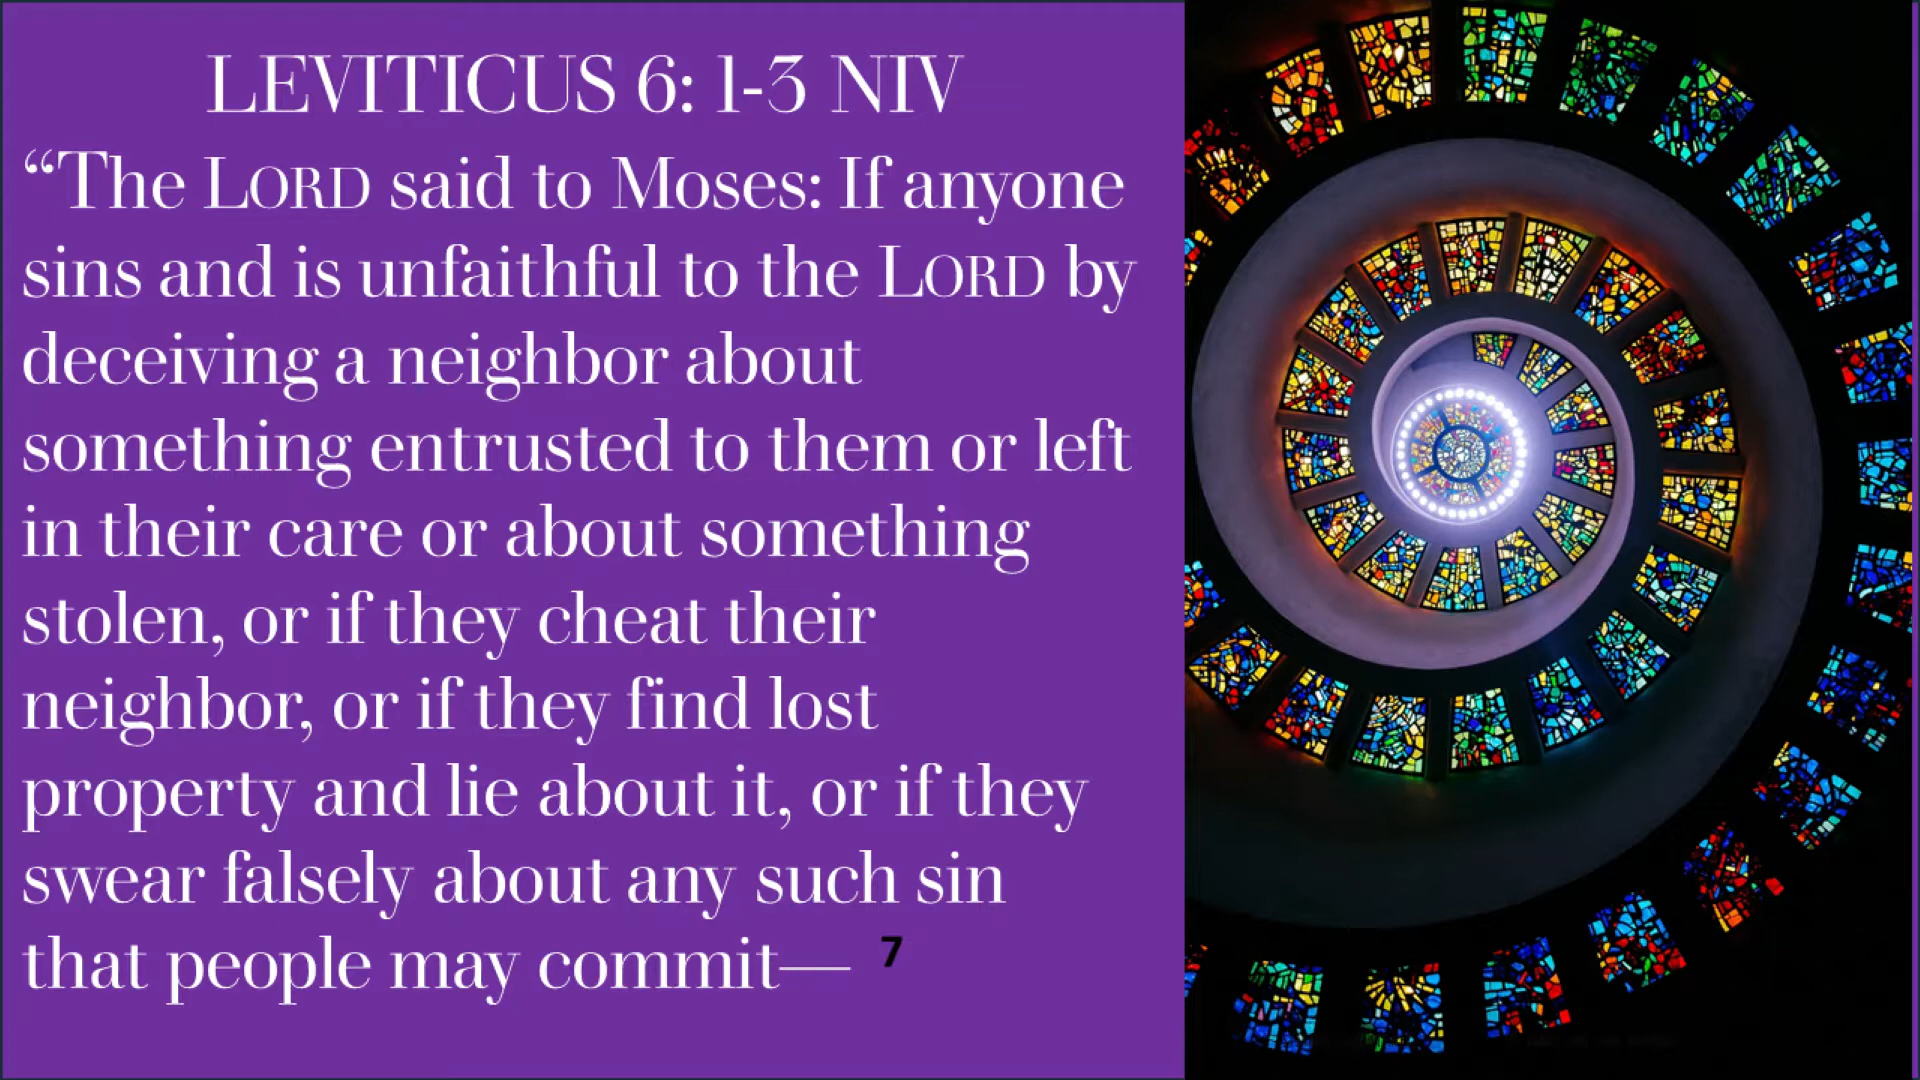 LEVITICUS 6: 1-3 NIV
“The LORD said to Moses: If anyone
sins and is unfaithful to the LORD by
deceiving a neighbor about
something entrusted to them or left
in their care or about something
stolen, or if they cheat their
neighbor, or if they find lost
property and lie about it, or if they
swear falsely about any such sin
that people may commit— 7